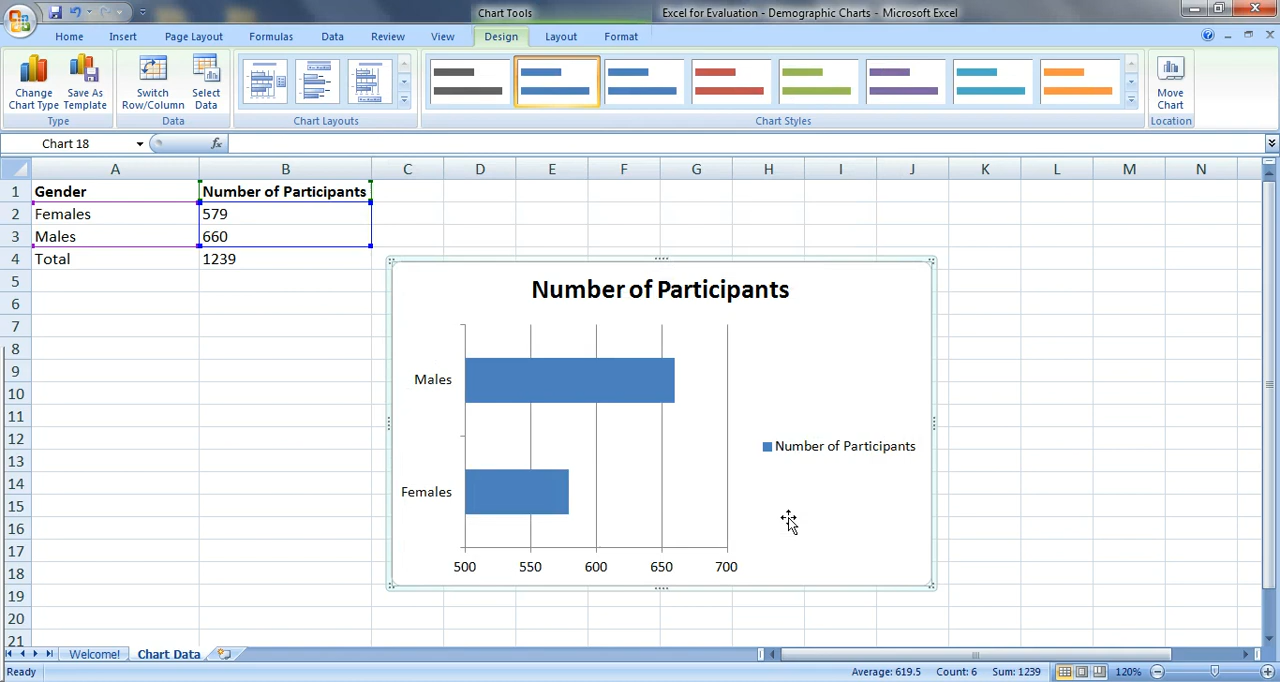 Chart Tools
Excel for Evaluation - Demographic Charts - Microsoft Excel
Home Insert Page Layout Formulas Data Review View Design Layout Format
Change Chart Type
Save As Template
Switch Row/Column
Select Data
Move Chart
Type Data Chart Layouts Chart Styles Location
Chart 18 fx
A B C D E F G H I J K L M N
1 Gender Number of Participants
2 Females 579
3 Males 660
4 Total 1239
5
6
7
8
9
10
11
12
13
14
15
16
17
18
19
20
21
Number of Participants
Males
Females
500 550 600 650 700
Number of Participants
Welcome! Chart Data
Ready Average: 619.5 Count: 6 Sum: 1239 120%